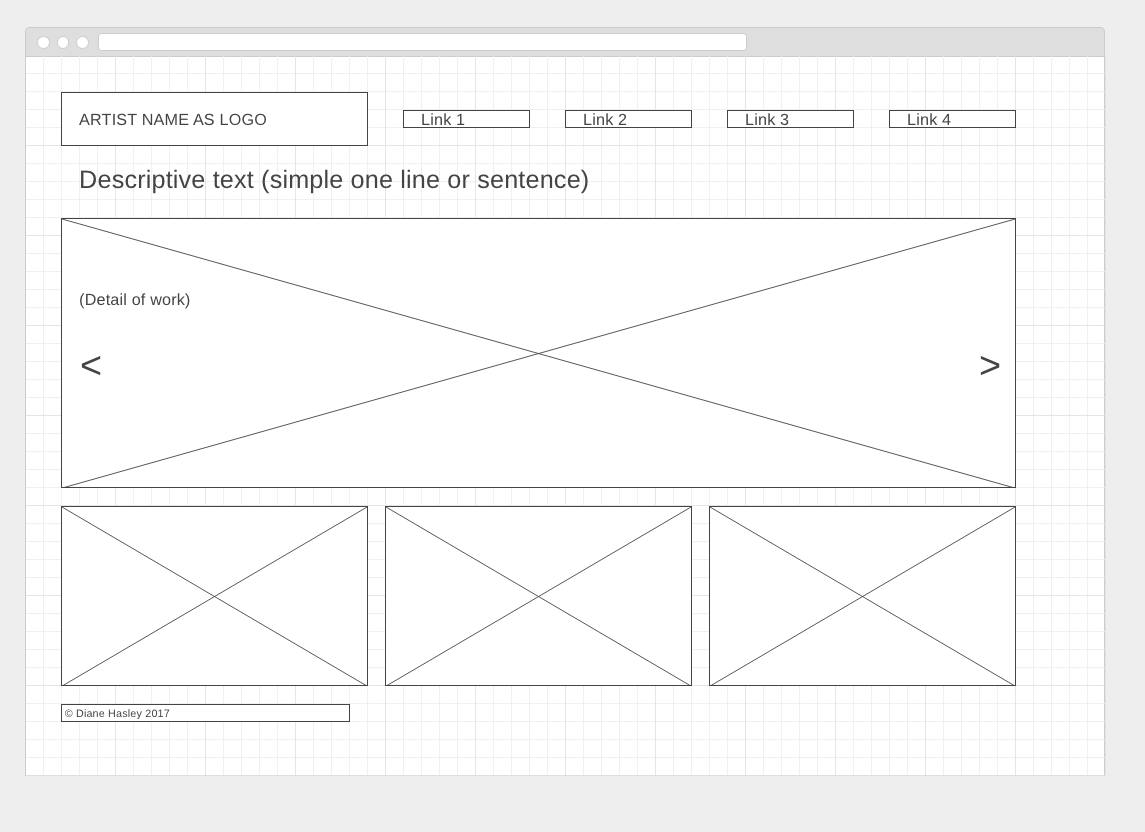 ARTIST NAME AS LOGO
Link 1
Link 2
Link 3
Link 4
Descriptive text (simple one line or sentence)
(Detail of work)
<
>
© Diane Hasley 2017